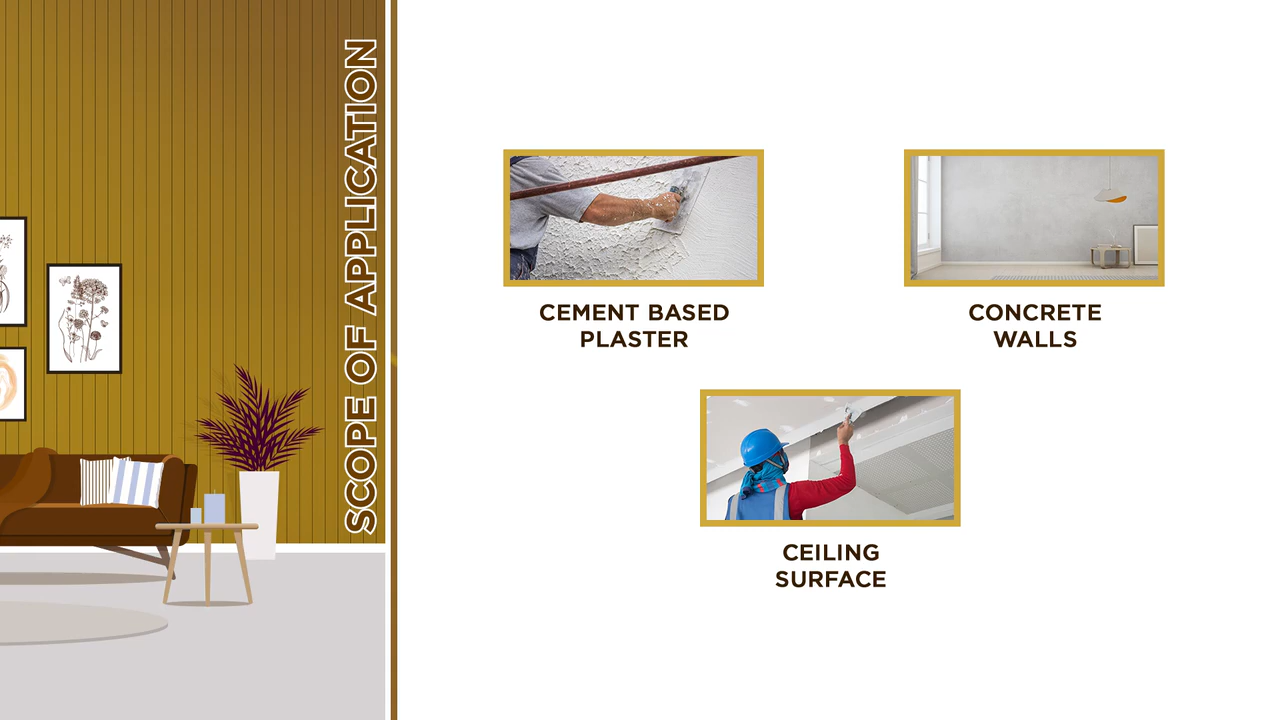 SCOPE OF APPLICATION
CEMENT BASED
PLASTER
CONCRETE
WALLS
CEILING
SURFACE